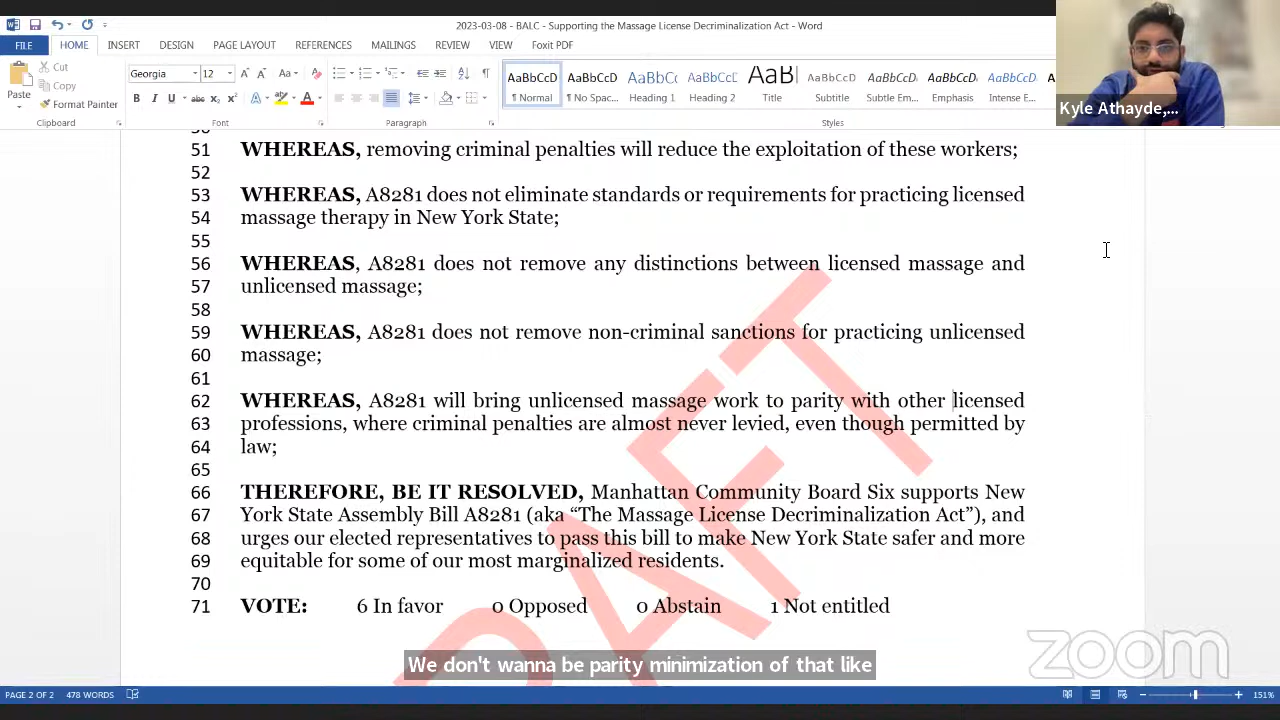 2023-03-08 - BALC - Supporting the Massage License Decriminalization Act - Word
FILE HOME INSERT DESIGN PAGE LAYOUT REFERENCES MAILINGS REVIEW VIEW Foxit PDF
Cut
Copy
Paste Format Painter
Georgia 12
AaBbCcD AaBbCcD AaBbC AaBbCcL AaB AaBbCcD AaBbCcD AaBbCcD AaBbCcL
¶ Normal ¶ No Spac... Heading 1 Heading 2 Title Subtitle Subtle Em... Emphasis Intense E...
Clipboard Font Paragraph Styles
Kyle Athayde,...
50
51 WHEREAS, removing criminal penalties will reduce the exploitation of these workers;
52
53 WHEREAS, A8281 does not eliminate standards or requirements for practicing licensed
54 massage therapy in New York State;
55
56 WHEREAS, A8281 does not remove any distinctions between licensed massage and
57 unlicensed massage;
58
59 WHEREAS, A8281 does not remove non-criminal sanctions for practicing unlicensed
60 massage;
61
62 WHEREAS, A8281 will bring unlicensed massage work to parity with other licensed
63 professions, where criminal penalties are almost never levied, even though permitted by
64 law;
65
66 THEREFORE, BE IT RESOLVED, Manhattan Community Board Six supports New
67 York State Assembly Bill A8281 (aka “The Massage License Decriminalization Act”), and
68 urges our elected representatives to pass this bill to make New York State safer and more
69 equitable for some of our most marginalized residents.
70
71 VOTE: 6 In favor 0 Opposed 0 Abstain 1 Not entitled
DRAFT
We don't wanna be parity minimization of that like
zoom
PAGE 2 OF 2 478 WORDS 151%